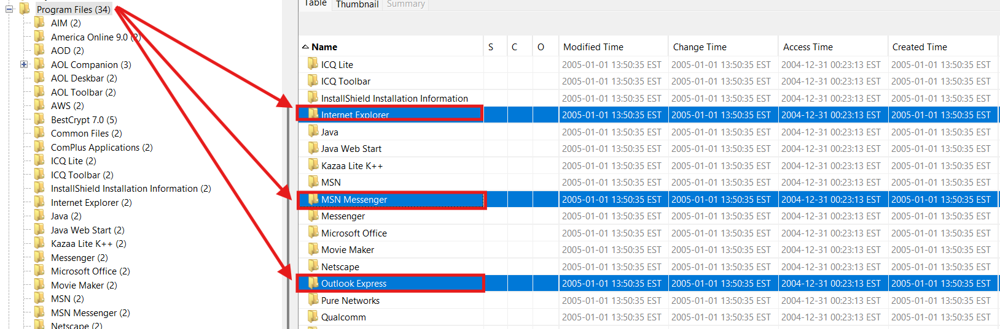 Program Files (34)
AIM (2)
America Online 9.0 (2)
AOD (2)
AOL Companion (3)
AOL Deskbar (2)
AOL Toolbar (2)
AWS (2)
BestCrypt 7.0 (5)
Common Files (2)
ComPlus Applications (2)
ICQ Lite (2)
ICQ Toolbar (2)
InstallShield Installation Information (2)
Internet Explorer (2)
Java (2)
Java Web Start (2)
Kazaa Lite K++ (2)
Messenger (2)
Microsoft Office (2)
Movie Maker (2)
MSN (2)
MSN Messenger (2)
Netscape (2)
Table Thumbnail Summary
Name S C O Modified Time Change Time Access Time Created Time
ICQ Lite 2005-01-01 13:50:35 EST 2005-01-01 13:50:35 EST 2004-12-31 00:23:13 EST 2005-01-01 13:50:35 EST
ICQ Toolbar 2005-01-01 13:50:35 EST 2005-01-01 13:50:35 EST 2004-12-31 00:23:13 EST 2005-01-01 13:50:35 EST
InstallShield Installation Information 2005-01-01 13:50:35 EST 2005-01-01 13:50:35 EST 2004-12-31 00:23:13 EST 2005-01-01 13:50:35 EST
Internet Explorer 2005-01-01 13:50:35 EST 2005-01-01 13:50:35 EST 2004-12-31 00:23:13 EST 2005-01-01 13:50:35 EST
Java 2005-01-01 13:50:35 EST 2005-01-01 13:50:35 EST 2004-12-31 00:23:13 EST 2005-01-01 13:50:35 EST
Java Web Start 2005-01-01 13:50:35 EST 2005-01-01 13:50:35 EST 2004-12-31 00:23:13 EST 2005-01-01 13:50:35 EST
Kazaa Lite K++ 2005-01-01 13:50:35 EST 2005-01-01 13:50:35 EST 2004-12-31 00:23:13 EST 2005-01-01 13:50:35 EST
MSN 2005-01-01 13:50:35 EST 2005-01-01 13:50:35 EST 2004-12-31 00:23:13 EST 2005-01-01 13:50:35 EST
MSN Messenger 2005-01-01 13:50:35 EST 2005-01-01 13:50:35 EST 2004-12-31 00:23:13 EST 2005-01-01 13:50:35 EST
Messenger 2005-01-01 13:50:35 EST 2005-01-01 13:50:35 EST 2004-12-31 00:23:13 EST 2005-01-01 13:50:35 EST
Microsoft Office 2005-01-01 13:50:35 EST 2005-01-01 13:50:35 EST 2004-12-31 00:23:13 EST 2005-01-01 13:50:35 EST
Movie Maker 2005-01-01 13:50:35 EST 2005-01-01 13:50:35 EST 2004-12-31 00:23:13 EST 2005-01-01 13:50:35 EST
Netscape 2005-01-01 13:50:35 EST 2005-01-01 13:50:35 EST 2004-12-31 00:23:13 EST 2005-01-01 13:50:35 EST
Outlook Express 2005-01-01 13:50:35 EST 2005-01-01 13:50:35 EST 2004-12-31 00:23:13 EST 2005-01-01 13:50:35 EST
Pure Networks 2005-01-01 13:50:35 EST 2005-01-01 13:50:35 EST 2004-12-31 00:23:13 EST 2005-01-01 13:50:35 EST
Qualcomm 2005-01-01 13:50:35 EST 2005-01-01 13:50:35 EST 2004-12-31 00:23:13 EST 2005-01-01 13:50:35 EST